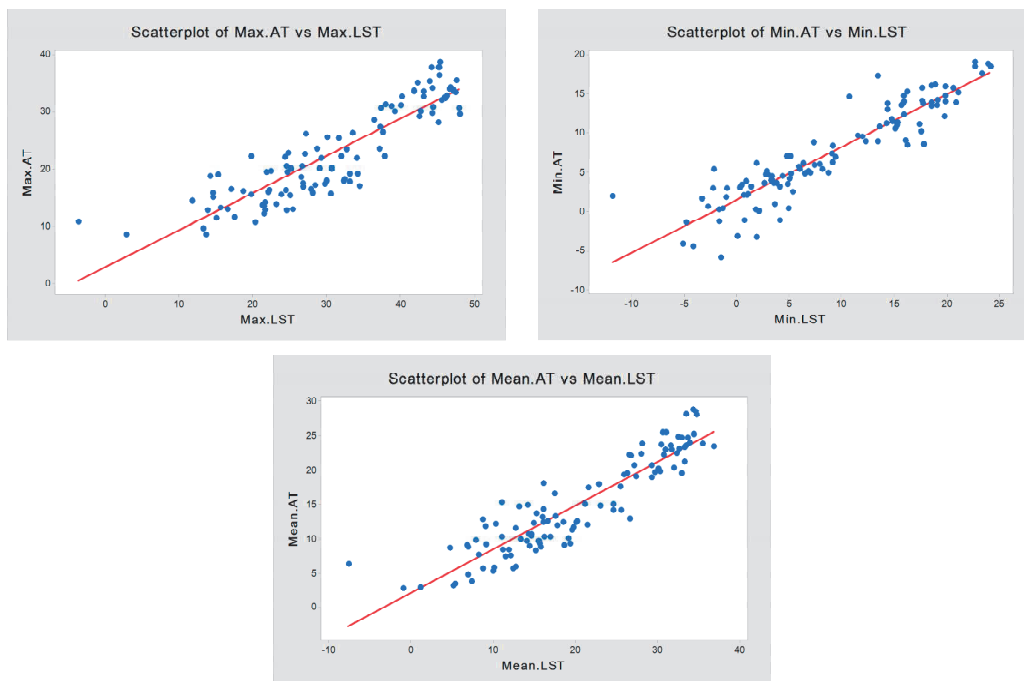 Scatterplot of Max.AT vs Max.LST
40
30
20
10
0
Max.AT
0 10 20 30 40 50
Max.LST
Scatterplot of Min.AT vs Min.LST
20
15
10
5
0
-5
-10
Min.AT
-10 -5 0 5 10 15 20 25
Min.LST
Scatterplot of Mean.AT vs Mean.LST
30
25
20
15
10
5
0
Mean.AT
-10 0 10 20 30 40
Mean.LST